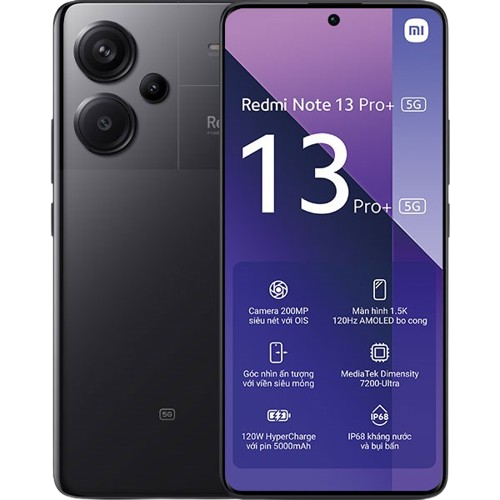 mi
Redmi Note 13 Pro+ 5G
13 Pro+ 5G
Camera 200MP
siêu nét với OIS
Màn hình 1.5K
120Hz AMOLED bo cong
Góc nhìn ấn tượng
với viền siêu mỏng
MediaTek Dimensity
7200-Ultra
120W HyperCharge
với pin 5000mAh
IP68
IP68 kháng nước
và bụi bẩn
5G